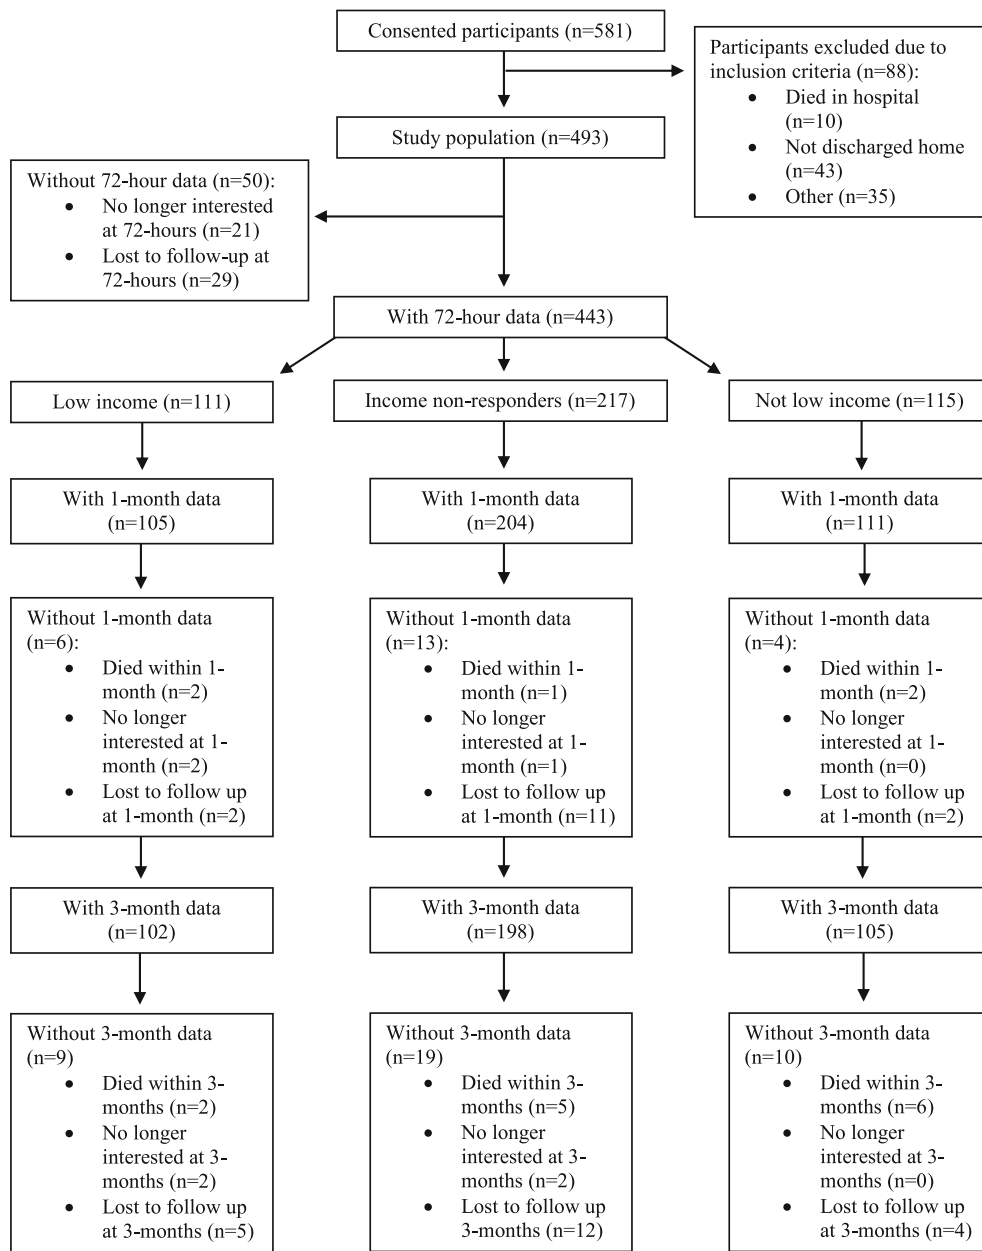 Consented participants (n=581)
Participants excluded due to
inclusion criteria (n=88):
• Died in hospital
(n=10)
• Not discharged home
(n=43)
• Other (n=35)
Study population (n=493)
Without 72-hour data (n=50):
• No longer interested
at 72-hours (n=21)
• Lost to follow-up at
72-hours (n=29)
With 72-hour data (n=443)
Low income (n=111)
Income non-responders (n=217)
Not low income (n=115)
With 1-month data
(n=105)
With 1-month data
(n=204)
With 1-month data
(n=111)
Without 1-month data
(n=6):
• Died within 1-
month (n=2)
• No longer
interested at 1-
month (n=2)
• Lost to follow up
at 1-month (n=2)
Without 1-month data
(n=13):
• Died within 1-
month (n=1)
• No longer
interested at 1-
month (n=1)
• Lost to follow up
at 1-month (n=11)
Without 1-month data
(n=4):
• Died within 1-
month (n=2)
• No longer
interested at 1-
month (n=0)
• Lost to follow up
at 1-month (n=2)
With 3-month data
(n=102)
With 3-month data
(n=198)
With 3-month data
(n=105)
Without 3-month data
(n=9)
• Died within 3-
months (n=2)
• No longer
interested at 3-
months (n=2)
• Lost to follow up
at 3-months (n=5)
Without 3-month data
(n=19)
• Died within 3-
months (n=5)
• No longer
interested at 3-
months (n=2)
• Lost to follow up
3-months (n=12)
Without 3-month data
(n=10)
• Died within 3-
months (n=6)
• No longer
interested at 3-
months (n=0)
• Lost to follow up
at 3-months (n=4)